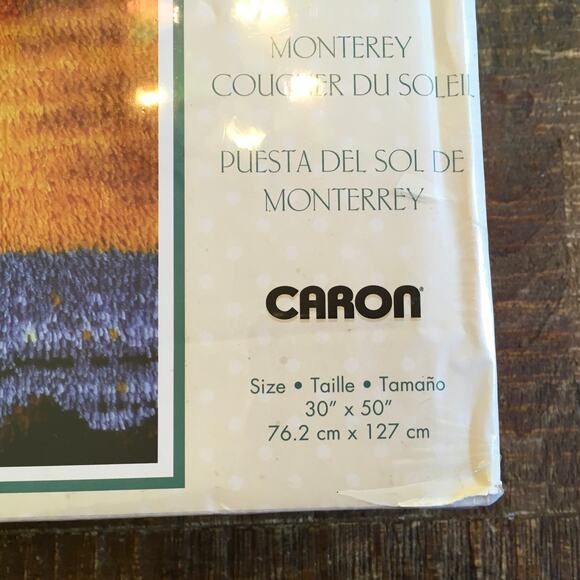 MONTEREY
COUCHER DU SOLEIL
PUESTA DEL SOL DE
MONTERREY
CARON®
Size • Taille • Tamaño
30” x 50”
76.2 cm x 127 cm